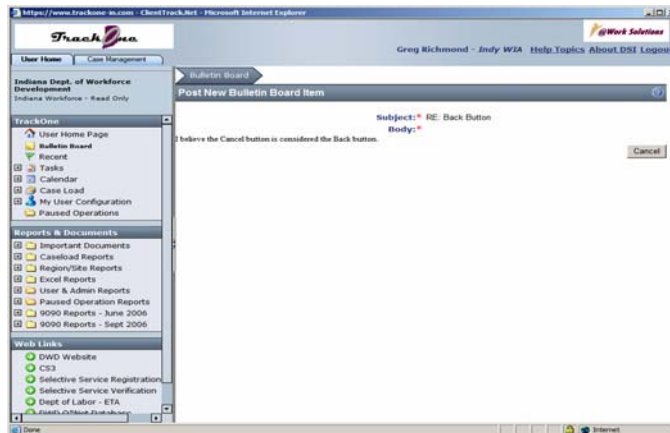 https://www.trackone-in.com - ClientTrack.Net - Microsoft Internet Explorer
Track One
@Work Solutions
Greg Richmond - Indy WIA Help Topics About DSI Logout
User Home Case Management
Indiana Dept. of Workforce
Development
Indiana Workforce - Read Only
TrackOne
User Home Page
Bulletin Board
Recent
Tasks
Calendar
Case Load
My User Configuration
Paused Operations
Reports & Documents
Important Documents
Caseload Reports
Region/Site Reports
Excel Reports
User & Admin Reports
Paused Operation Reports
9090 Reports - June 2006
9090 Reports - Sept 2006
Web Links
DWD Website
CS3
Selective Service Registration
Selective Service Verification
Dept of Labor - ETA
DWD O*Net Database
Bulletin Board
Post New Bulletin Board Item
Subject:* RE: Back Button
Body:*
I believe the Cancel button is considered the Back button.
Cancel
Done
Internet